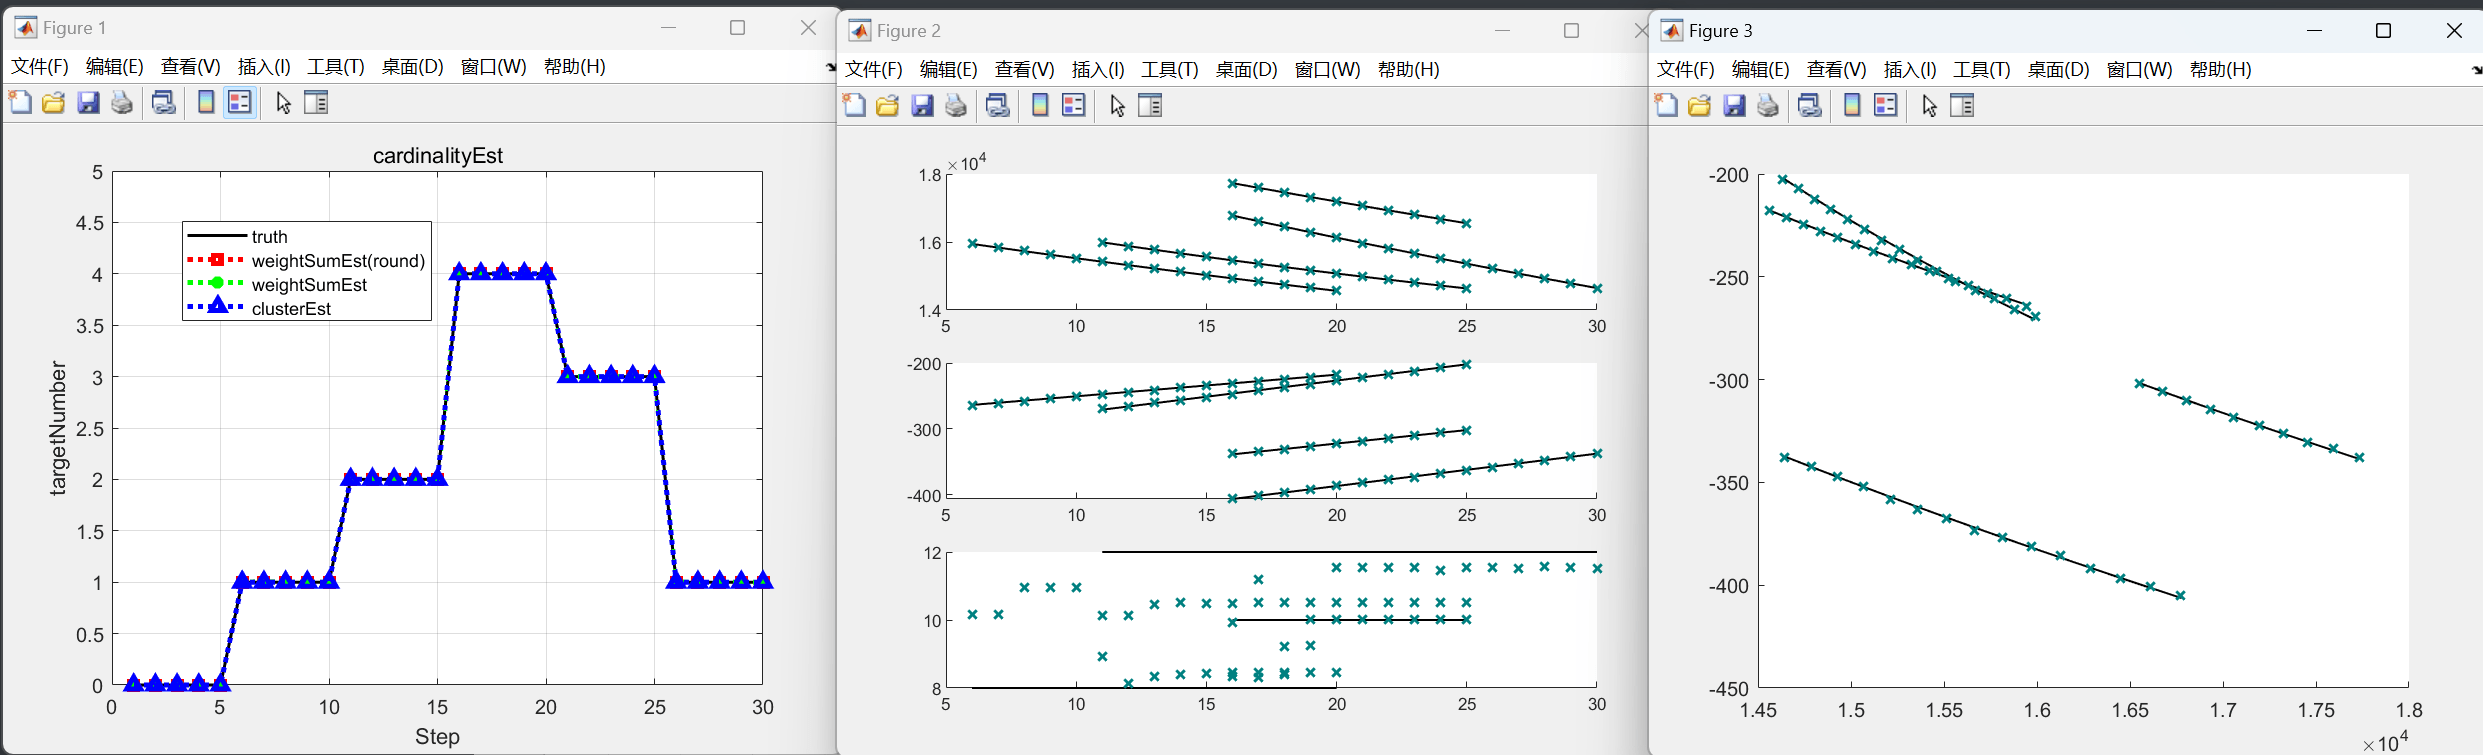 Figure 1
文件(F) 编辑(E) 查看(V) 插入(I) 工具(T) 桌面(D) 窗口(W) 帮助(H)
cardinalityEst
5
4.5
4
3.5
3
2.5
2
1.5
1
0.5
0
targetNumber
truth
weightSumEst(round)
weightSumEst
clusterEst
0 5 10 15 20 25 30
Step
Figure 2
文件(F) 编辑(E) 查看(V) 插入(I) 工具(T) 桌面(D) 窗口(W) 帮助(H)
×10⁴
1.8
1.6
1.4
5 10 15 20 25 30
-200
-300
-400
5 10 15 20 25 30
12
10
8
5 10 15 20 25 30
Figure 3
文件(F) 编辑(E) 查看(V) 插入(I) 工具(T) 桌面(D) 窗口(W) 帮助(H)
-200
-250
-300
-350
-400
-450
1.45 1.5 1.55 1.6 1.65 1.7 1.75 1.8
×10⁴